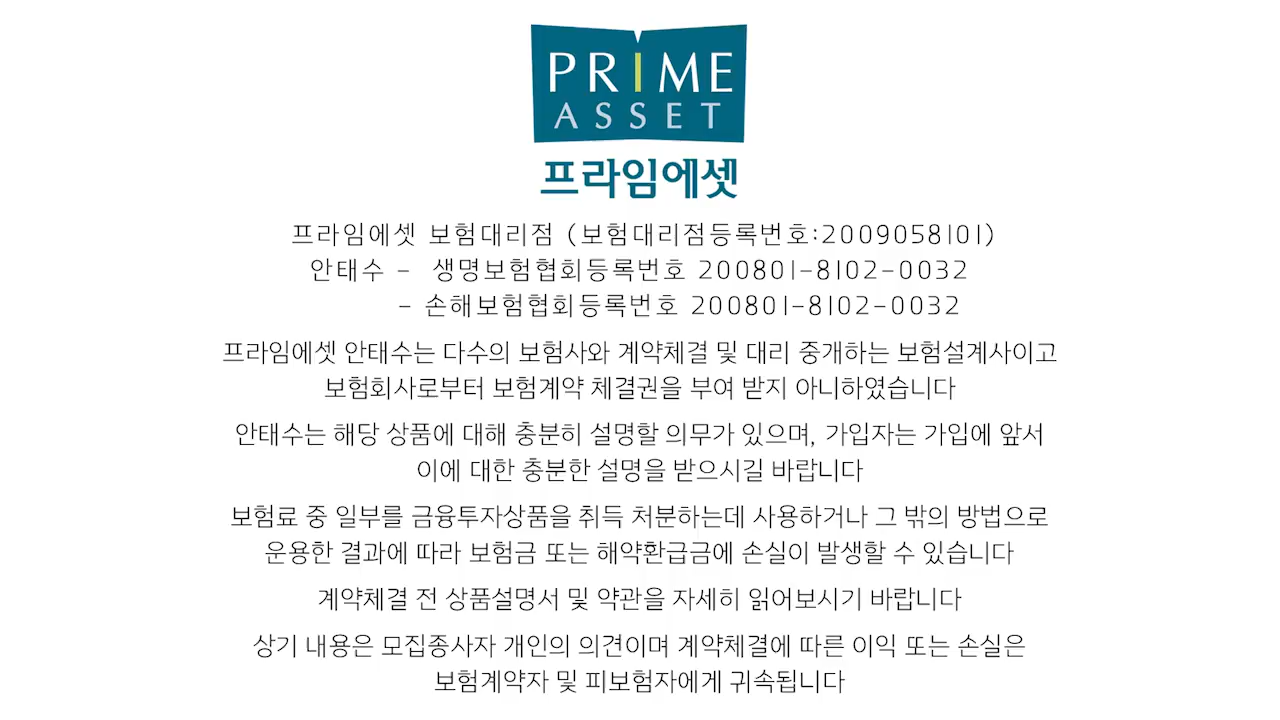 PRIME
ASSET
프라임에셋
프라임에셋 보험대리점 (보험대리점등록번호:2009058101)
안태수 - 생명보험협회등록번호 200801-8102-0032
- 손해보험협회등록번호 200801-8102-0032
프라임에셋 안태수는 다수의 보험사와 계약체결 및 대리 중개하는 보험설계사이고
보험회사로부터 보험계약 체결권을 부여 받지 아니하였습니다
안태수는 해당 상품에 대해 충분히 설명할 의무가 있으며, 가입자는 가입에 앞서
이에 대한 충분한 설명을 받으시길 바랍니다
보험료 중 일부를 금융투자상품을 취득 처분하는데 사용하거나 그 밖의 방법으로
운용한 결과에 따라 보험금 또는 해약환급금에 손실이 발생할 수 있습니다
계약체결 전 상품설명서 및 약관을 자세히 읽어보시기 바랍니다
상기 내용은 모집종사자 개인의 의견이며 계약체결에 따른 이익 또는 손실은
보험계약자 및 피보험자에게 귀속됩니다